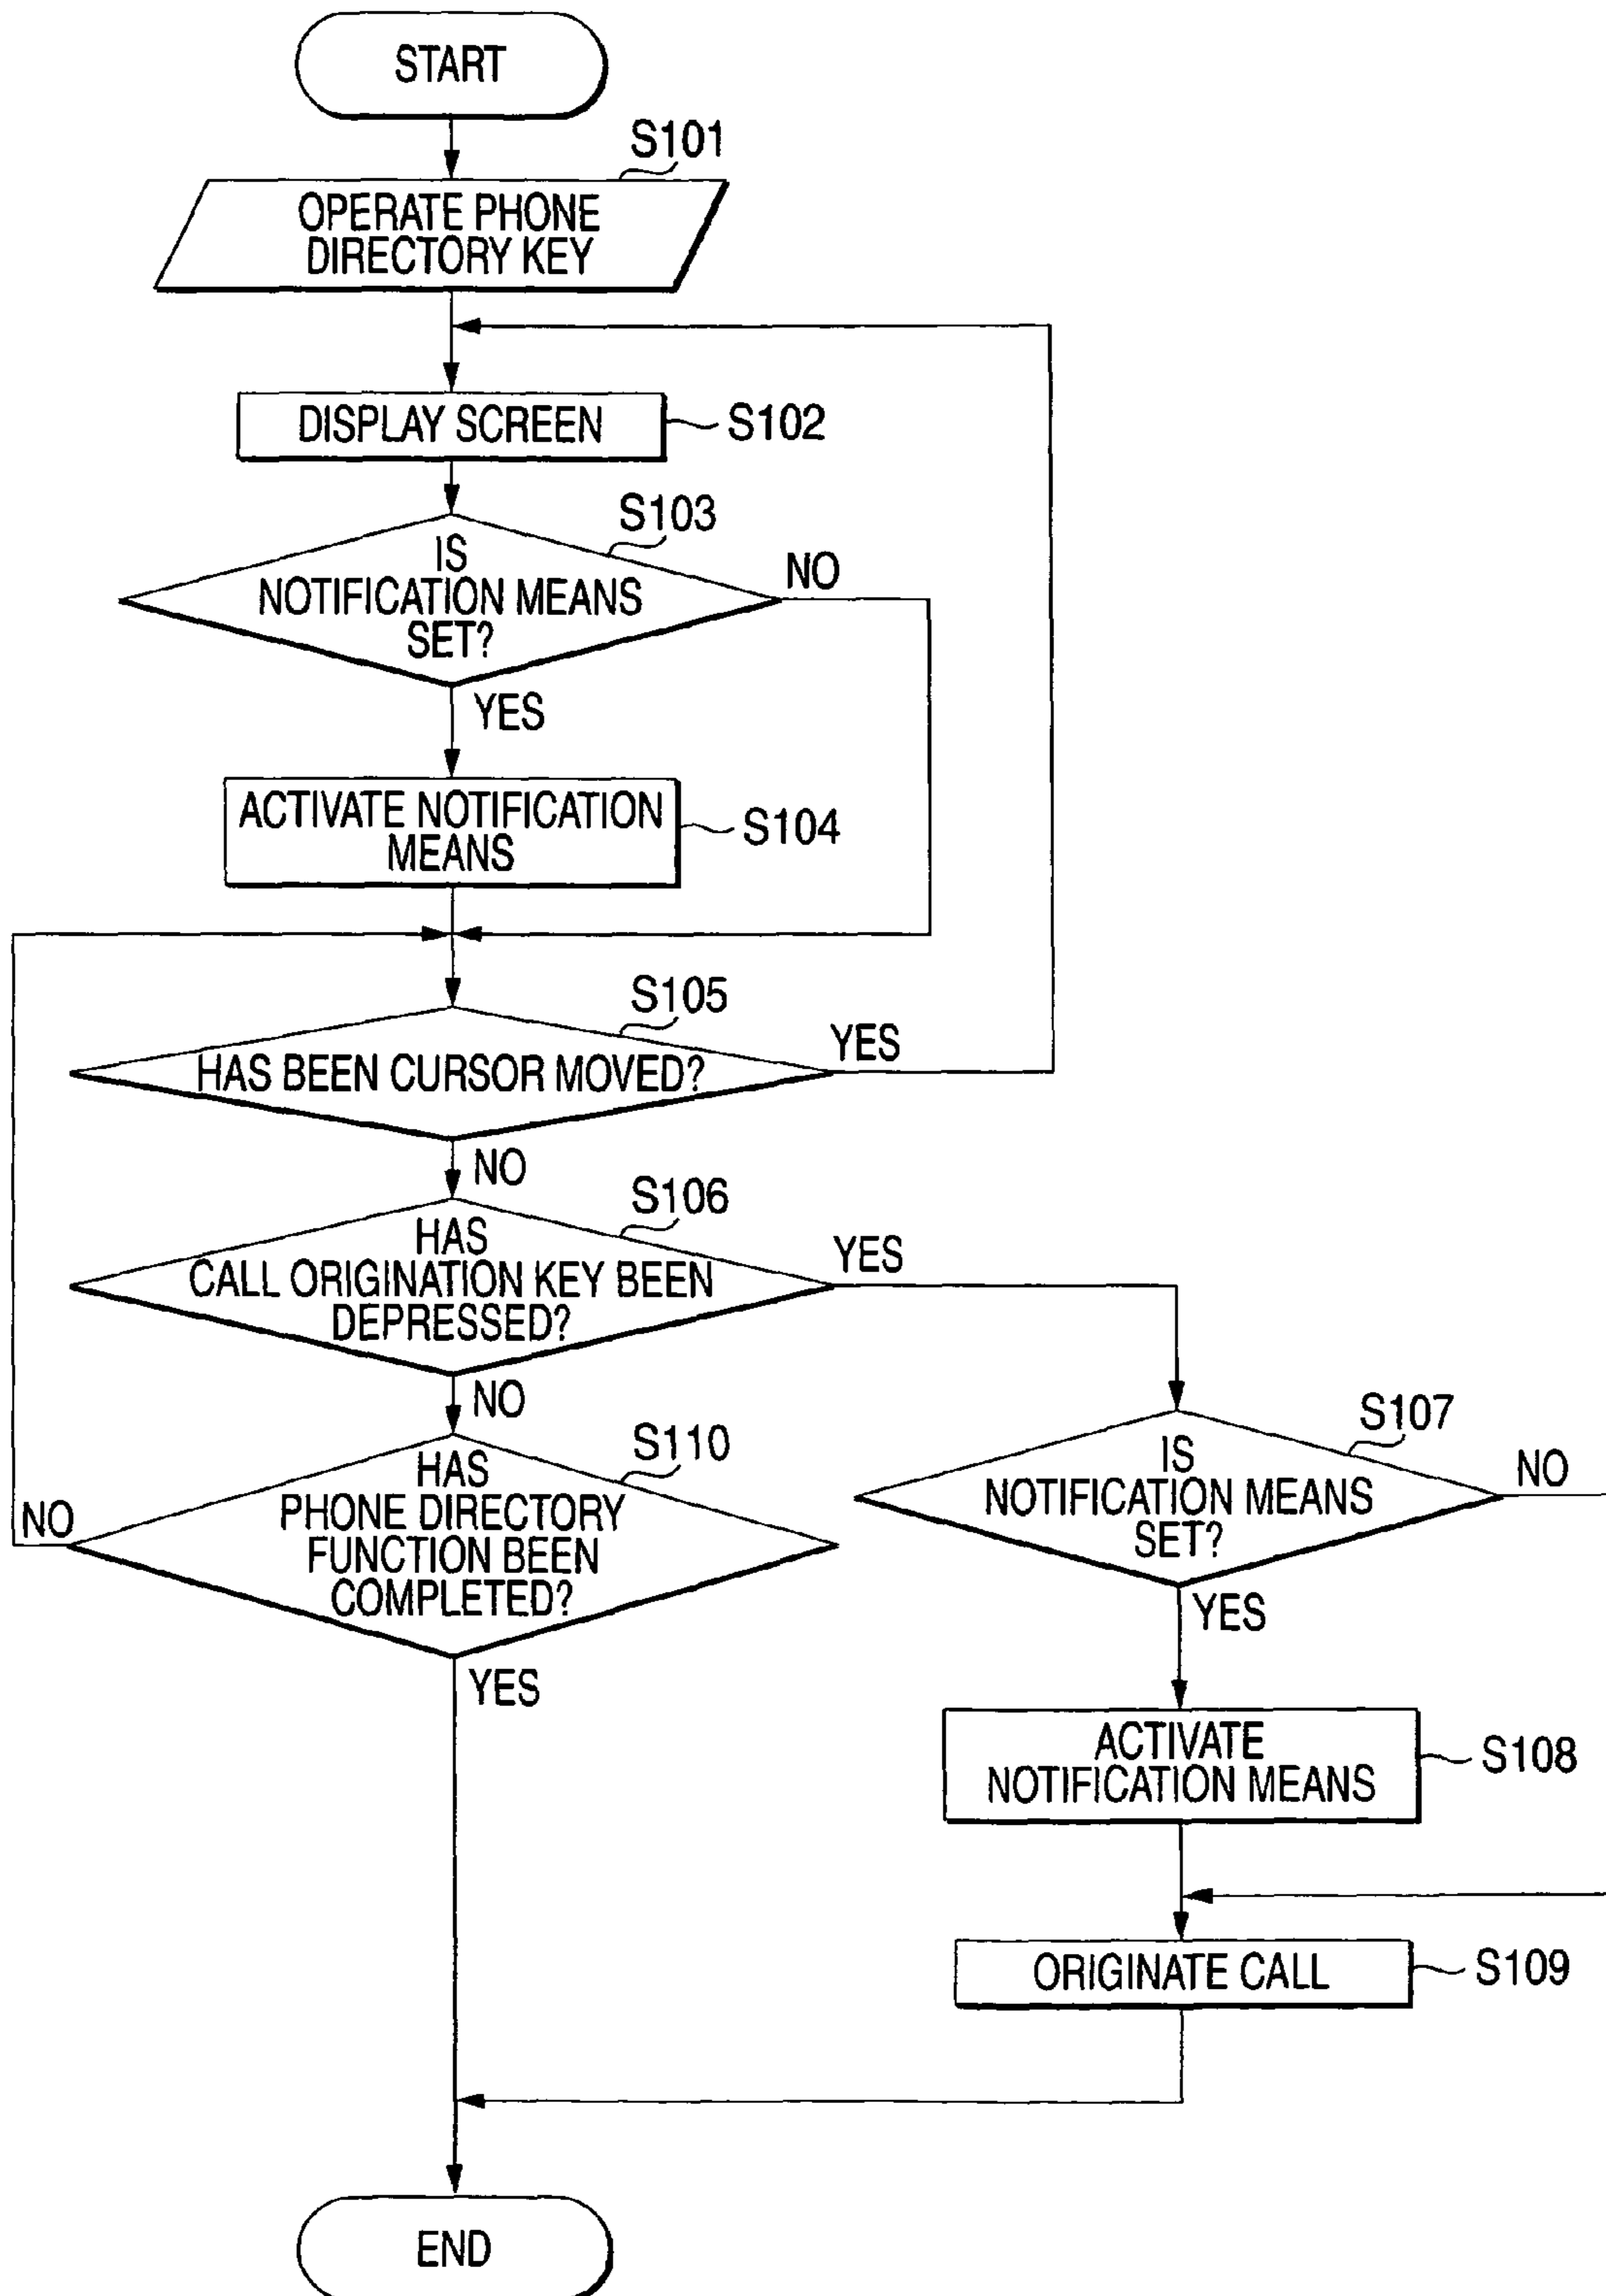 START
S101
OPERATE PHONE
DIRECTORY KEY
DISPLAY SCREEN
S102
S103
IS
NOTIFICATION MEANS
SET?
NO
YES
ACTIVATE NOTIFICATION
MEANS
S104
S105
HAS BEEN CURSOR MOVED?
YES
NO
S106
HAS
CALL ORIGINATION KEY BEEN
DEPRESSED?
YES
NO
S110
HAS
PHONE DIRECTORY
FUNCTION BEEN
COMPLETED?
NO
YES
S107
IS
NOTIFICATION MEANS
SET?
NO
YES
ACTIVATE
NOTIFICATION MEANS
S108
ORIGINATE CALL
S109
END